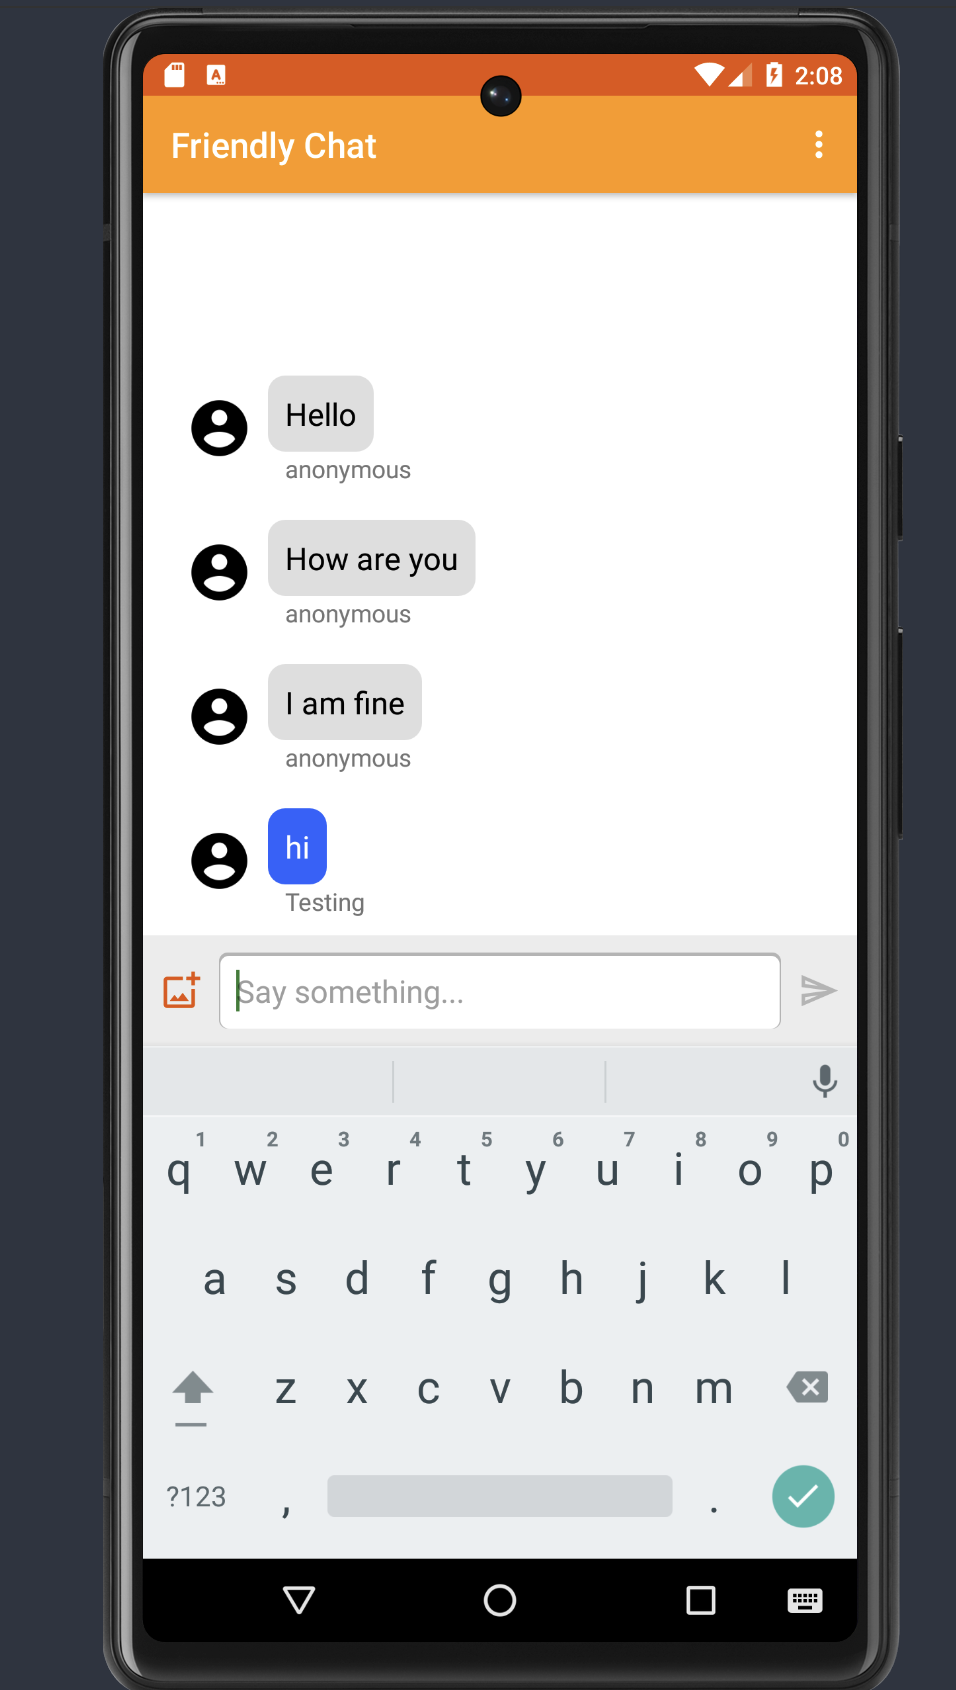 2:08
Friendly Chat
Hello
anonymous
How are you
anonymous
I am fine
anonymous
hi
Testing
Say something...
1 2 3 4 5 6 7 8 9 0
q w e r t y u i o p
a s d f g h j k l
z x c v b n m
?123 , .